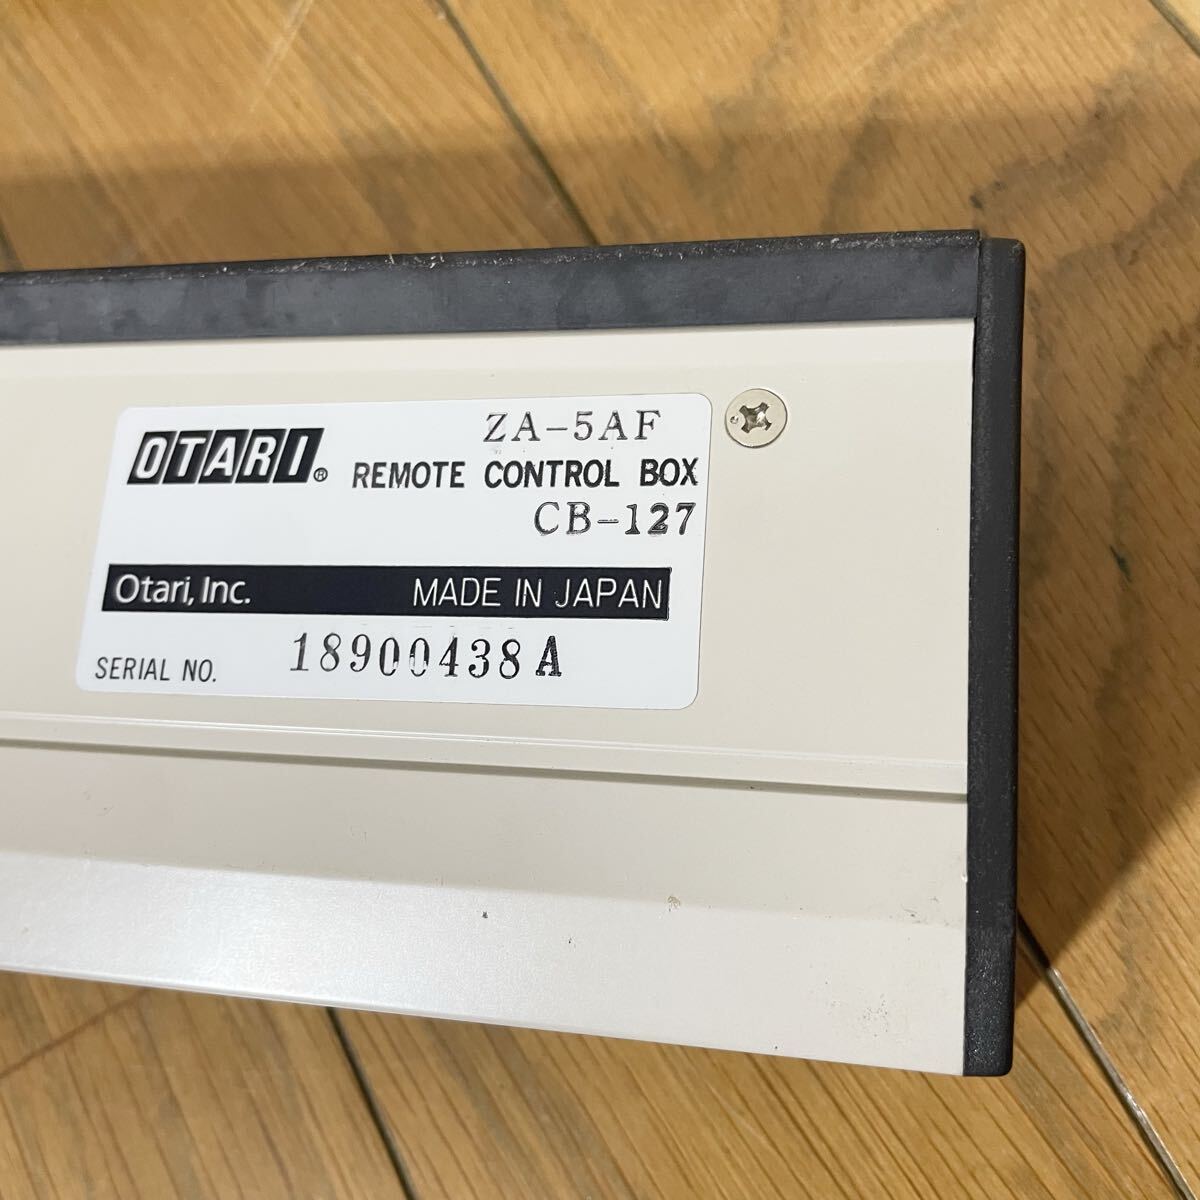 OTARI® ZA-5AF
REMOTE CONTROL BOX
CB-127
Otari, Inc. MADE IN JAPAN
SERIAL NO. 18900438A